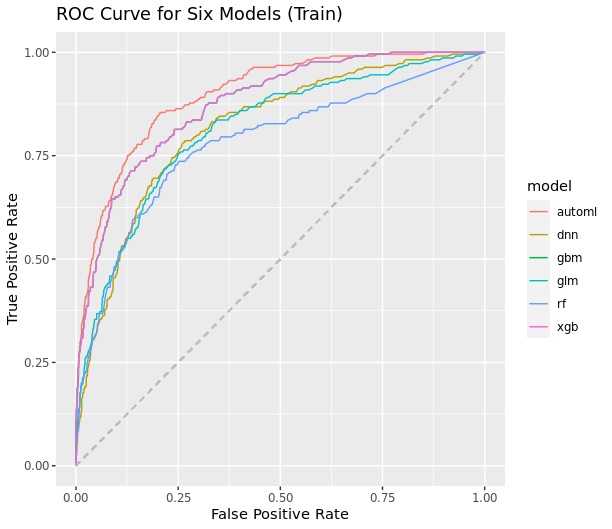 ROC Curve for Six Models (Train)
1.00
0.75
0.50
0.25
0.00
True Positive Rate
0.00 0.25 0.50 0.75 1.00
False Positive Rate
model
automl
dnn
gbm
glm
rf
xgb